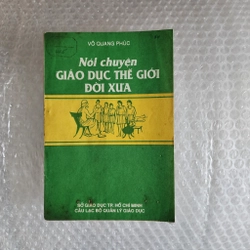 VÕ QUANG PHÚC
Nói chuyện
GIÁO DỤC THẾ GIỚI
ĐỜI XƯA
SỞ GIÁO DỤC TP. HỒ CHÍ MINH
CÂU LẠC BỘ QUẢN LÝ GIÁO DỤC